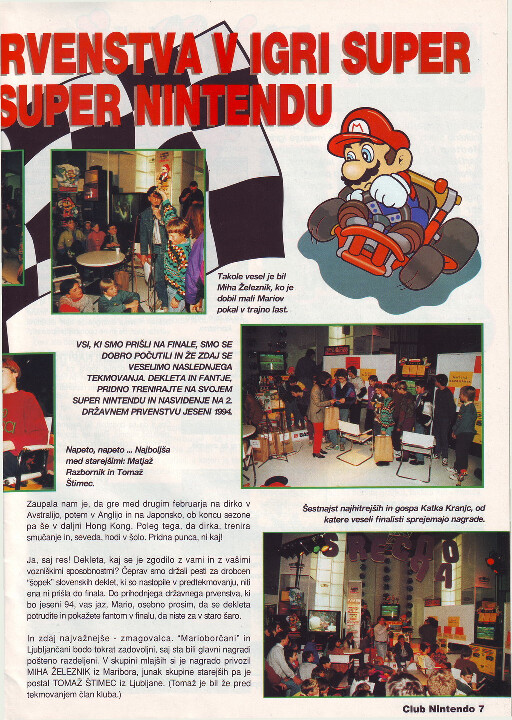 RVENSTVA V IGRI SUPER
SUPER NINTENDU
Takole vesel je bil
Miha Železnik, ko je
dobil mali Mariov
pokal v trajno last.
VSI, KI SMO PRIŠLI NA FINALE, SMO SE
DOBRO POČUTILI IN ŽE ZDAJ SE
VESELIMO NASLEDNJEGA
TEKMOVANJA. DEKLETA IN FANTJE,
PRIDNO TRENIRAJTE NA SVOJEM
SUPER NINTENDU IN NASVIDENJE NA 2.
DRŽAVNEM PRVENSTVU JESENI 1994.
Napeto, napeto ... Najboljša
med starejšimi: Matjaž
Razbornik in Tomaž
Štimec.
Šestnajst najhitrejših in gospa Katka Kranjc, od
katere veseli finalisti sprejemajo nagrade.
Zaupala nam je, da gre med drugim februarja na dirko v
Avstralijo, potem v Anglijo in na Japonsko, ob koncu sezone
pa še v daljni Hong Kong. Poleg tega, da dirka, trenira
smučanje in, seveda, hodi v šolo. Pridna punca, ni kaj!
Ja, saj res! Dekleta, kaj se je zgodilo z vami in z vašimi
vozniškimi sposobnostmi? Čeprav smo držali pesti za drobcen
"šopek" slovenskih deklet, ki so nastopile v predtekmovanju, niti
ena ni prišla do finala. Do prihodnjega državnega prvenstva, ki
bo jeseni 94, vas jaz, Mario, osebno prosim, da se dekleta
potrudite in pokažete fantom v finalu, da niste za v staro šaro.
In zdaj najvažnejše - zmagovalca. "Marioborčani" in
Ljubljančani bodo tokrat zadovoljni, saj sta bili glavni nagradi
pošteno razdeljeni. V skupini mlajših si je nagrado privozil
MIHA ŽELEZNIK iz Maribora, junak skupine starejših pa je
postal TOMAŽ ŠTIMEC iz Ljubljane. (Tomaž je bil že pred
tekmovanjem član kluba.)
Club Nintendo 7